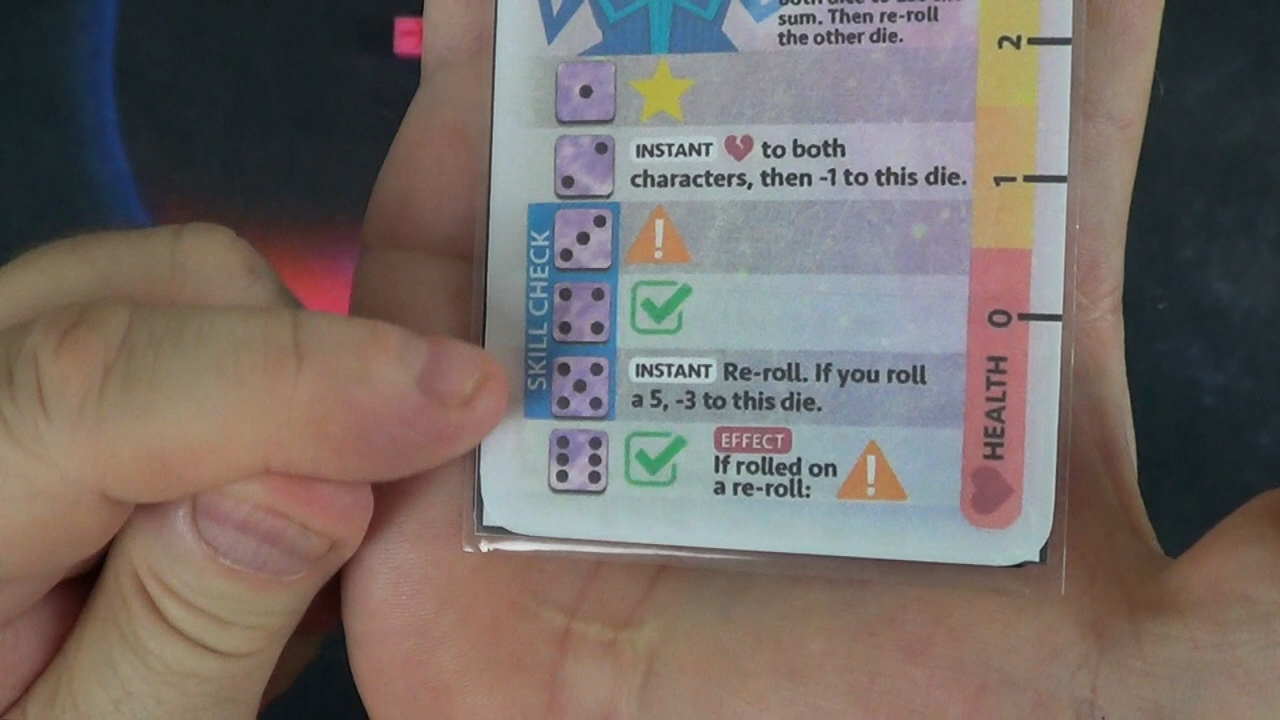 sum. Then re-roll
the other die.
INSTANT to both
characters, then -1 to this die.
SKILL CHECK
INSTANT Re-roll. If you roll
a 5, -3 to this die.
EFFECT
If rolled on
a re-roll:
2
1
0
HEALTH